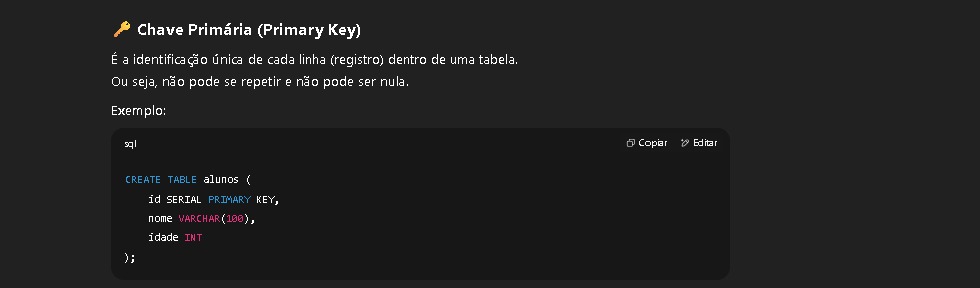 🔑 Chave Primária (Primary Key)
É a identificação única de cada linha (registro) dentro de uma tabela.
Ou seja, não pode se repetir e não pode ser nula.
Exemplo:
sql Copiar Editar
CREATE TABLE alunos (
    id SERIAL PRIMARY KEY,
    nome VARCHAR(100),
    idade INT
);